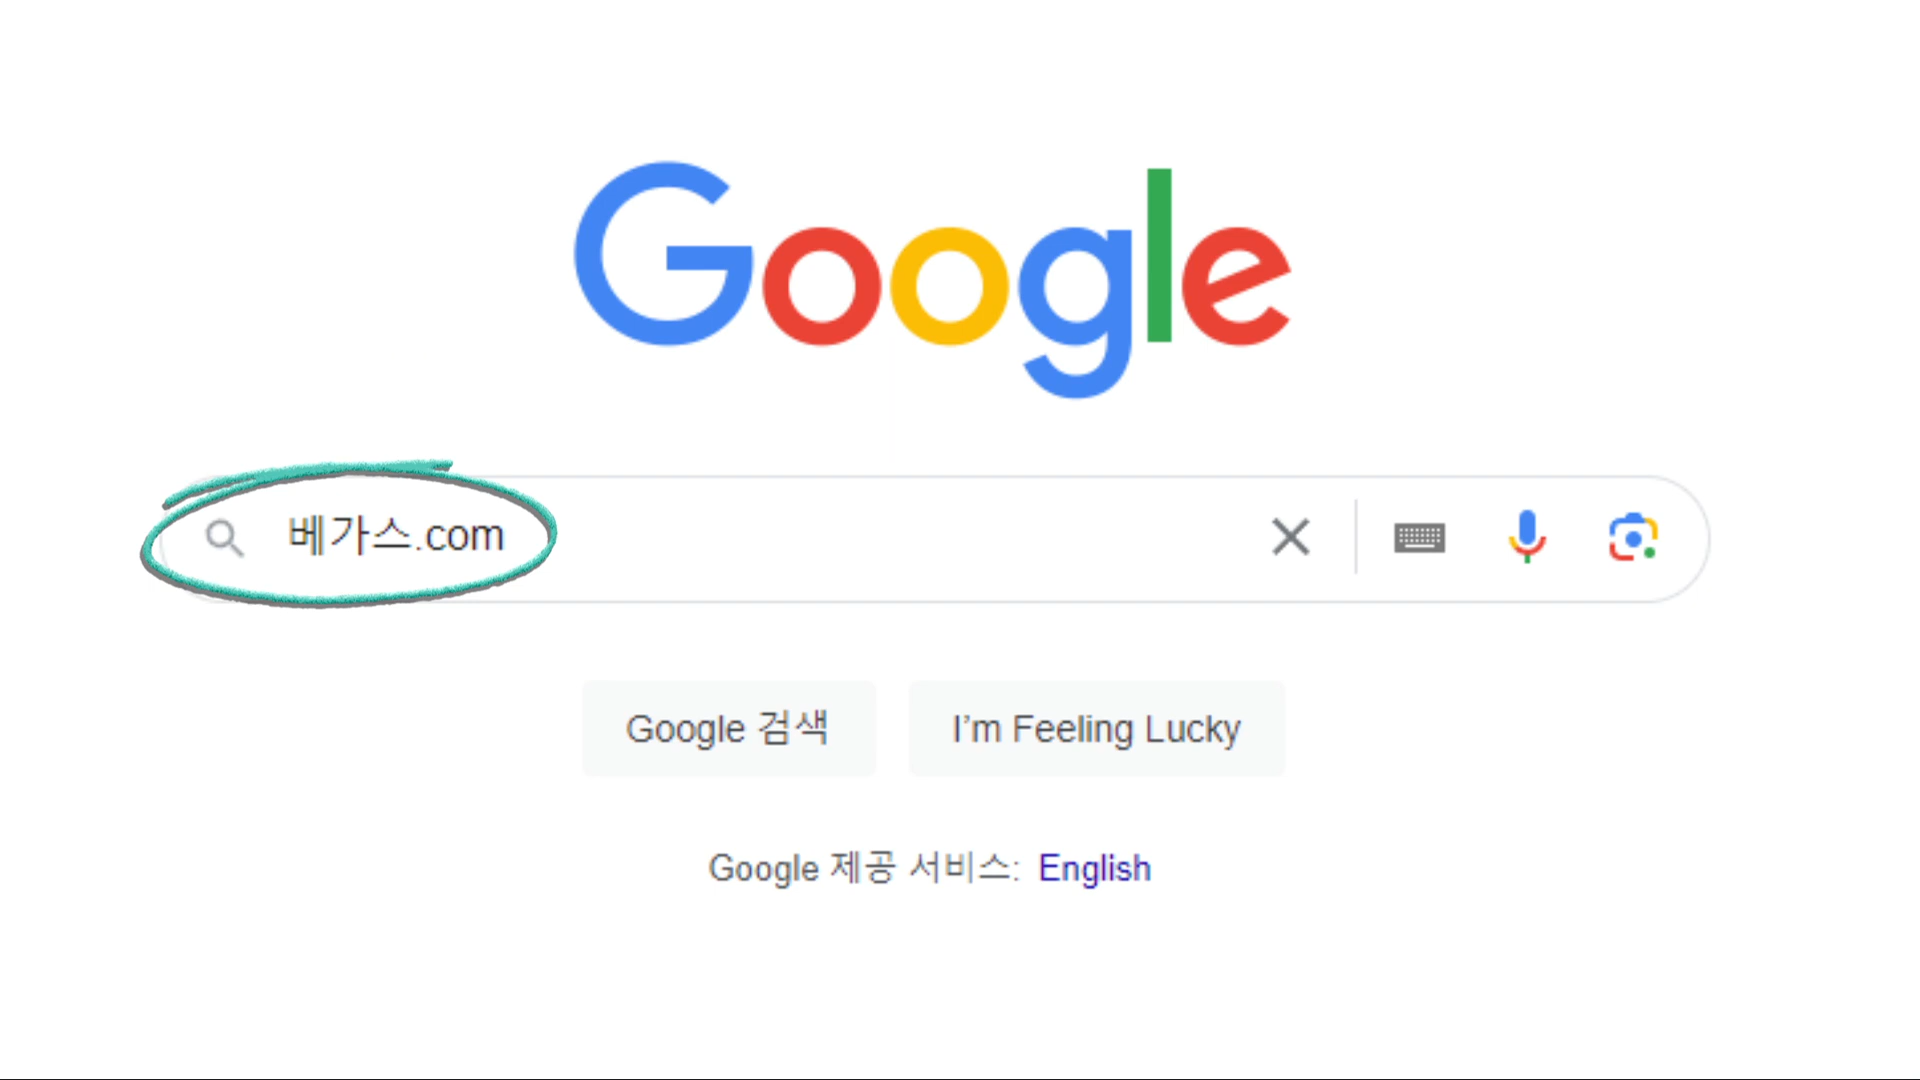 Google
베가스.com
Google 검색
I’m Feeling Lucky
Google 제공 서비스: English